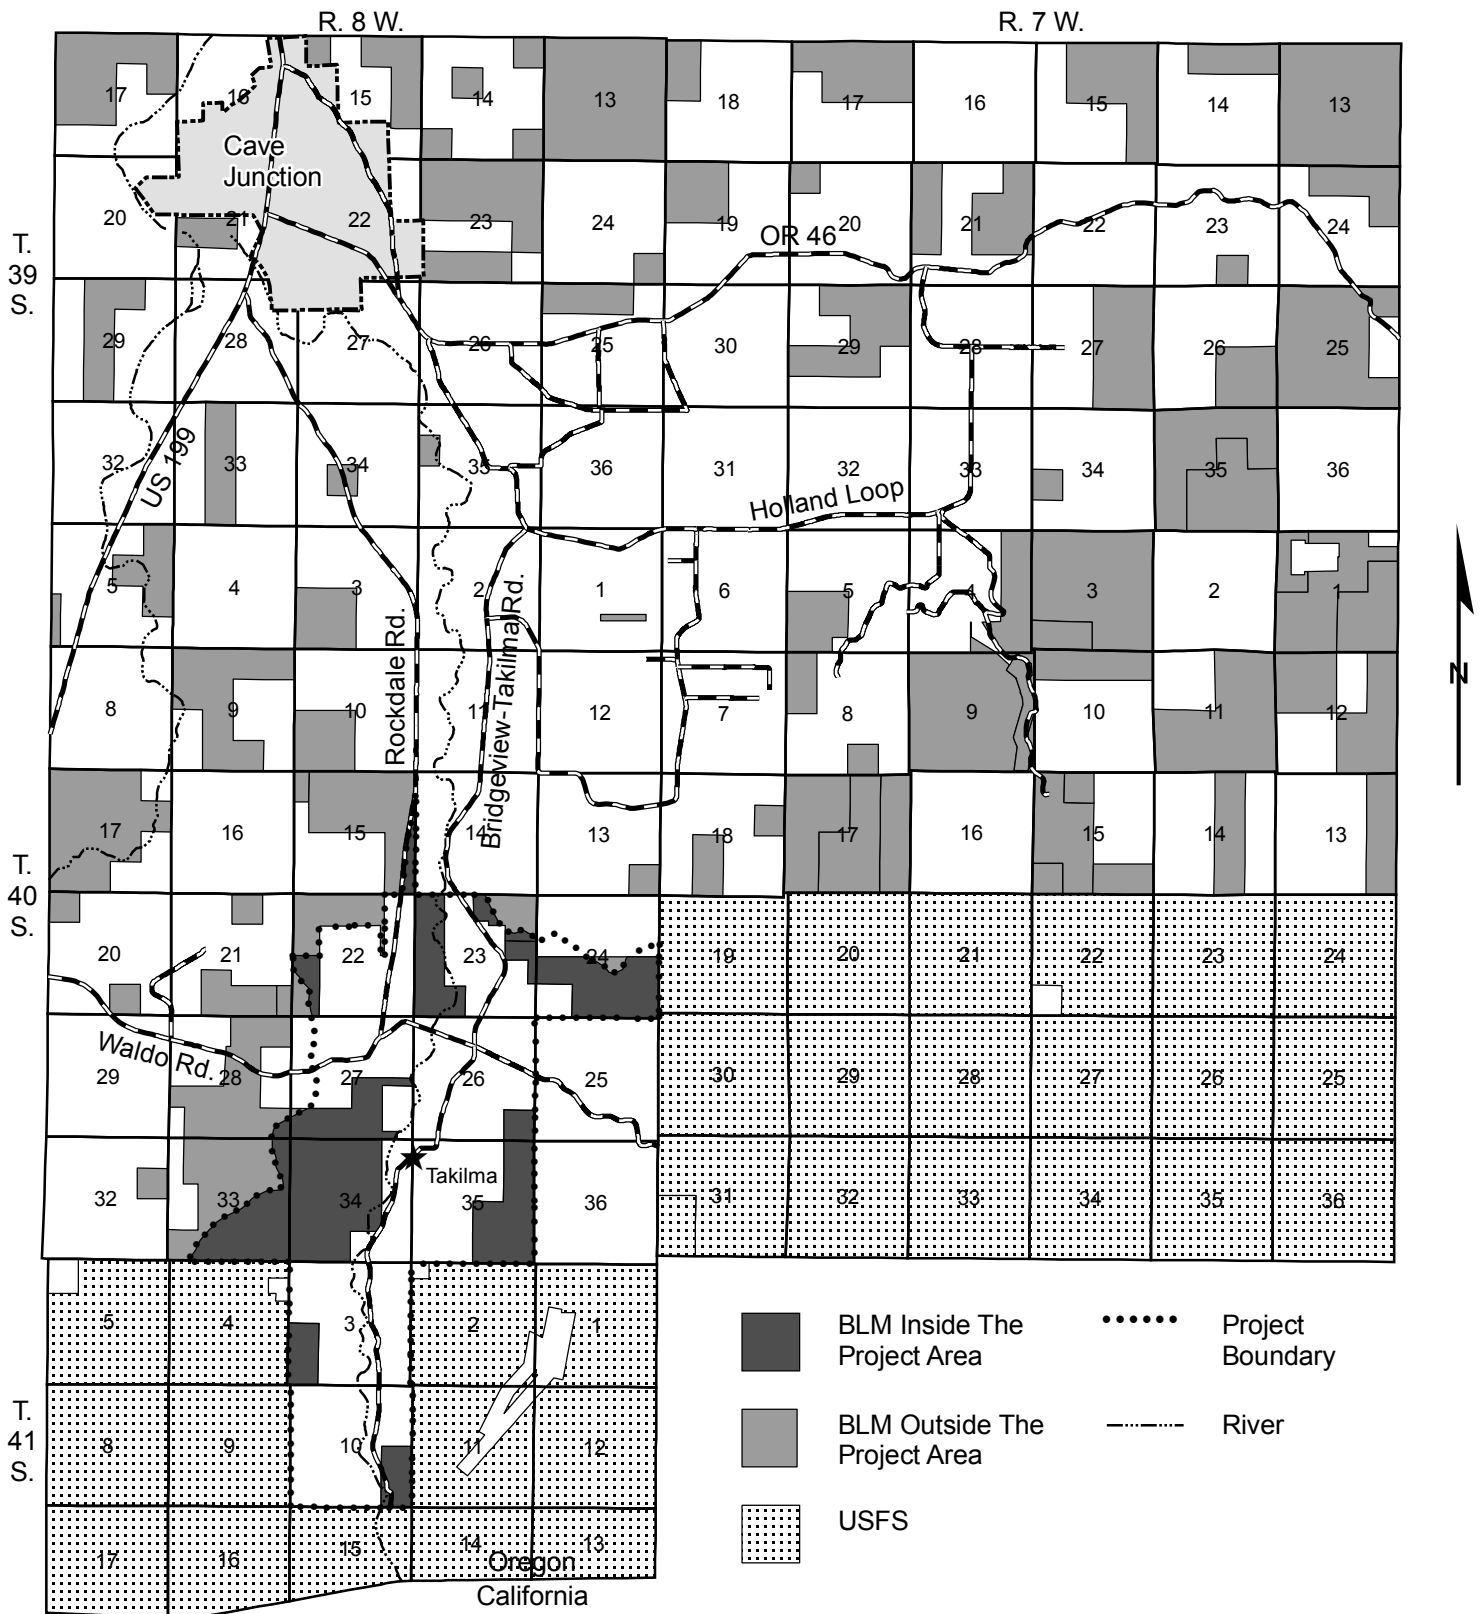 R. 8 W.
R. 7 W.
17 16 15 14 13 18 17 16 15 14 13
Cave
Junction
20 21 22 23 24 19 20 21 22 23 24
OR 46
T.
39
S.
29 28 27 26 25 30 29 28 27 26 25
32 33 34 35 36 31 32 33 34 35 36
US 199
Holland Loop
5 4 3 2 1 6 5 4 3 2 1
Rockdale Rd.
Bridgeview-Takilma Rd.
N
8 9 10 11 12 7 8 9 10 11 12
17 16 15 14 13 18 17 16 15 14 13
T.
40
S.
20 21 22 23 24 19 20 21 22 23 24
Waldo Rd.
29 28 27 26 25 30 29 28 27 26 25
Takilma
32 33 34 35 36 31 32 33 34 35 36
5 4 3 2 1
T.
41
S.
8 9 10 11 12
17 16 15 14 13
Oregon
California
BLM Inside The
Project Area
Project
Boundary
BLM Outside The
Project Area
River
USFS